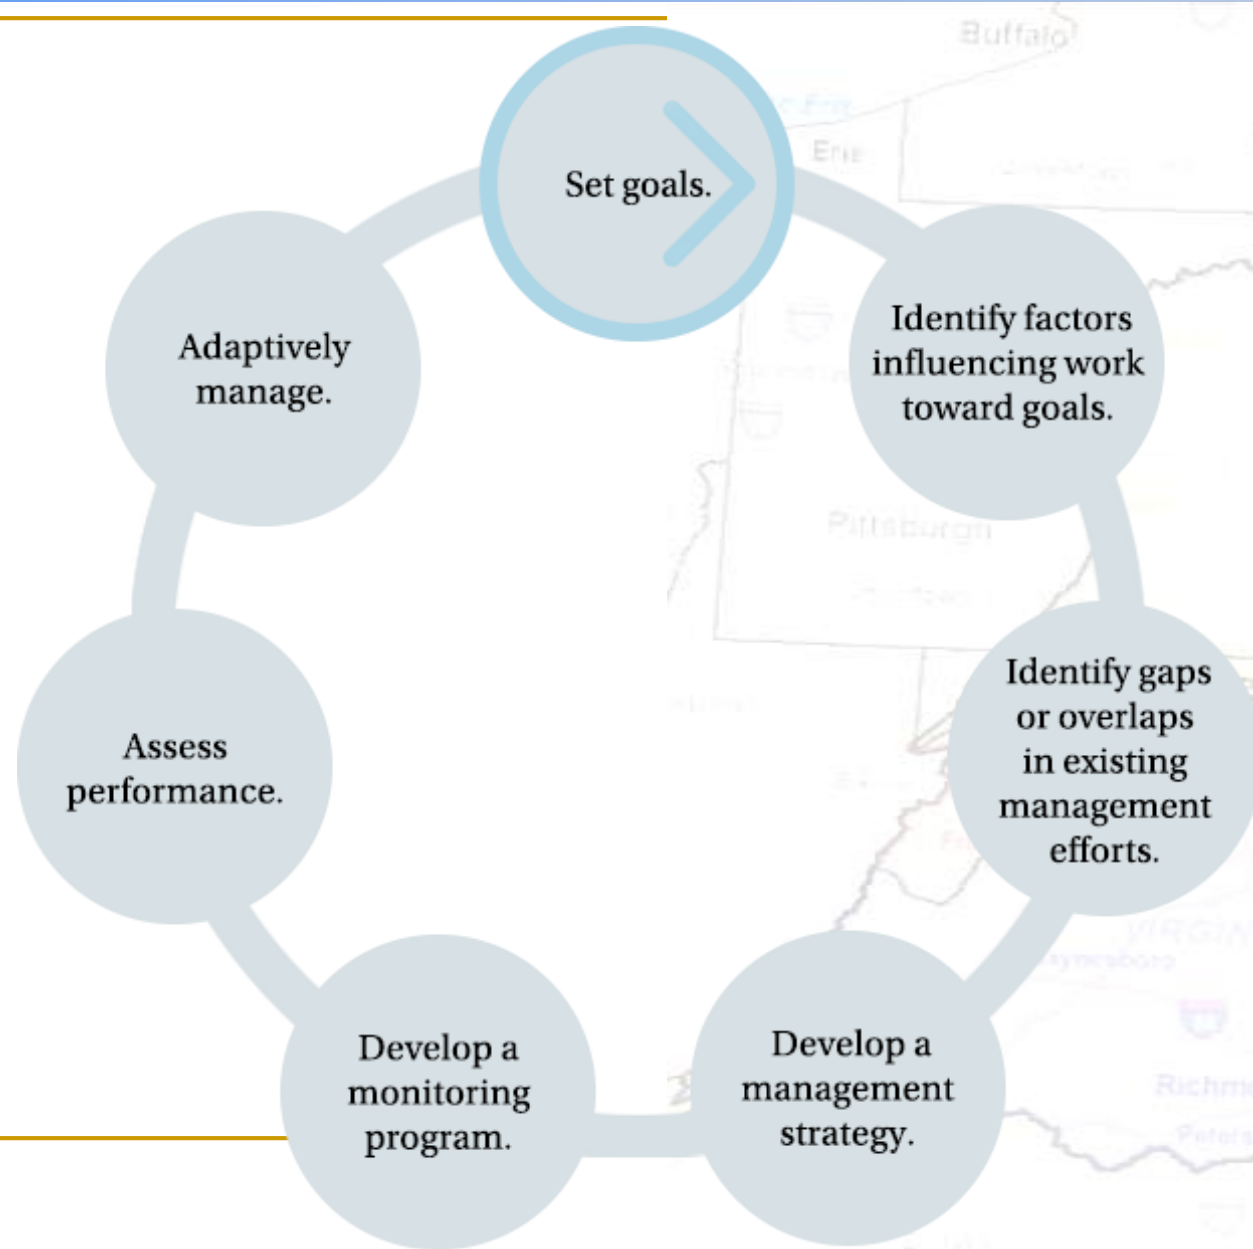 Buffalo
Erie
Set goals.
Identify factors
influencing work
toward goals.
Adaptively
manage.
Pittsburgh
Identify gaps
or overlaps
in existing
management
efforts.
Assess
performance.
Develop a
management
strategy.
Develop a
monitoring
program.